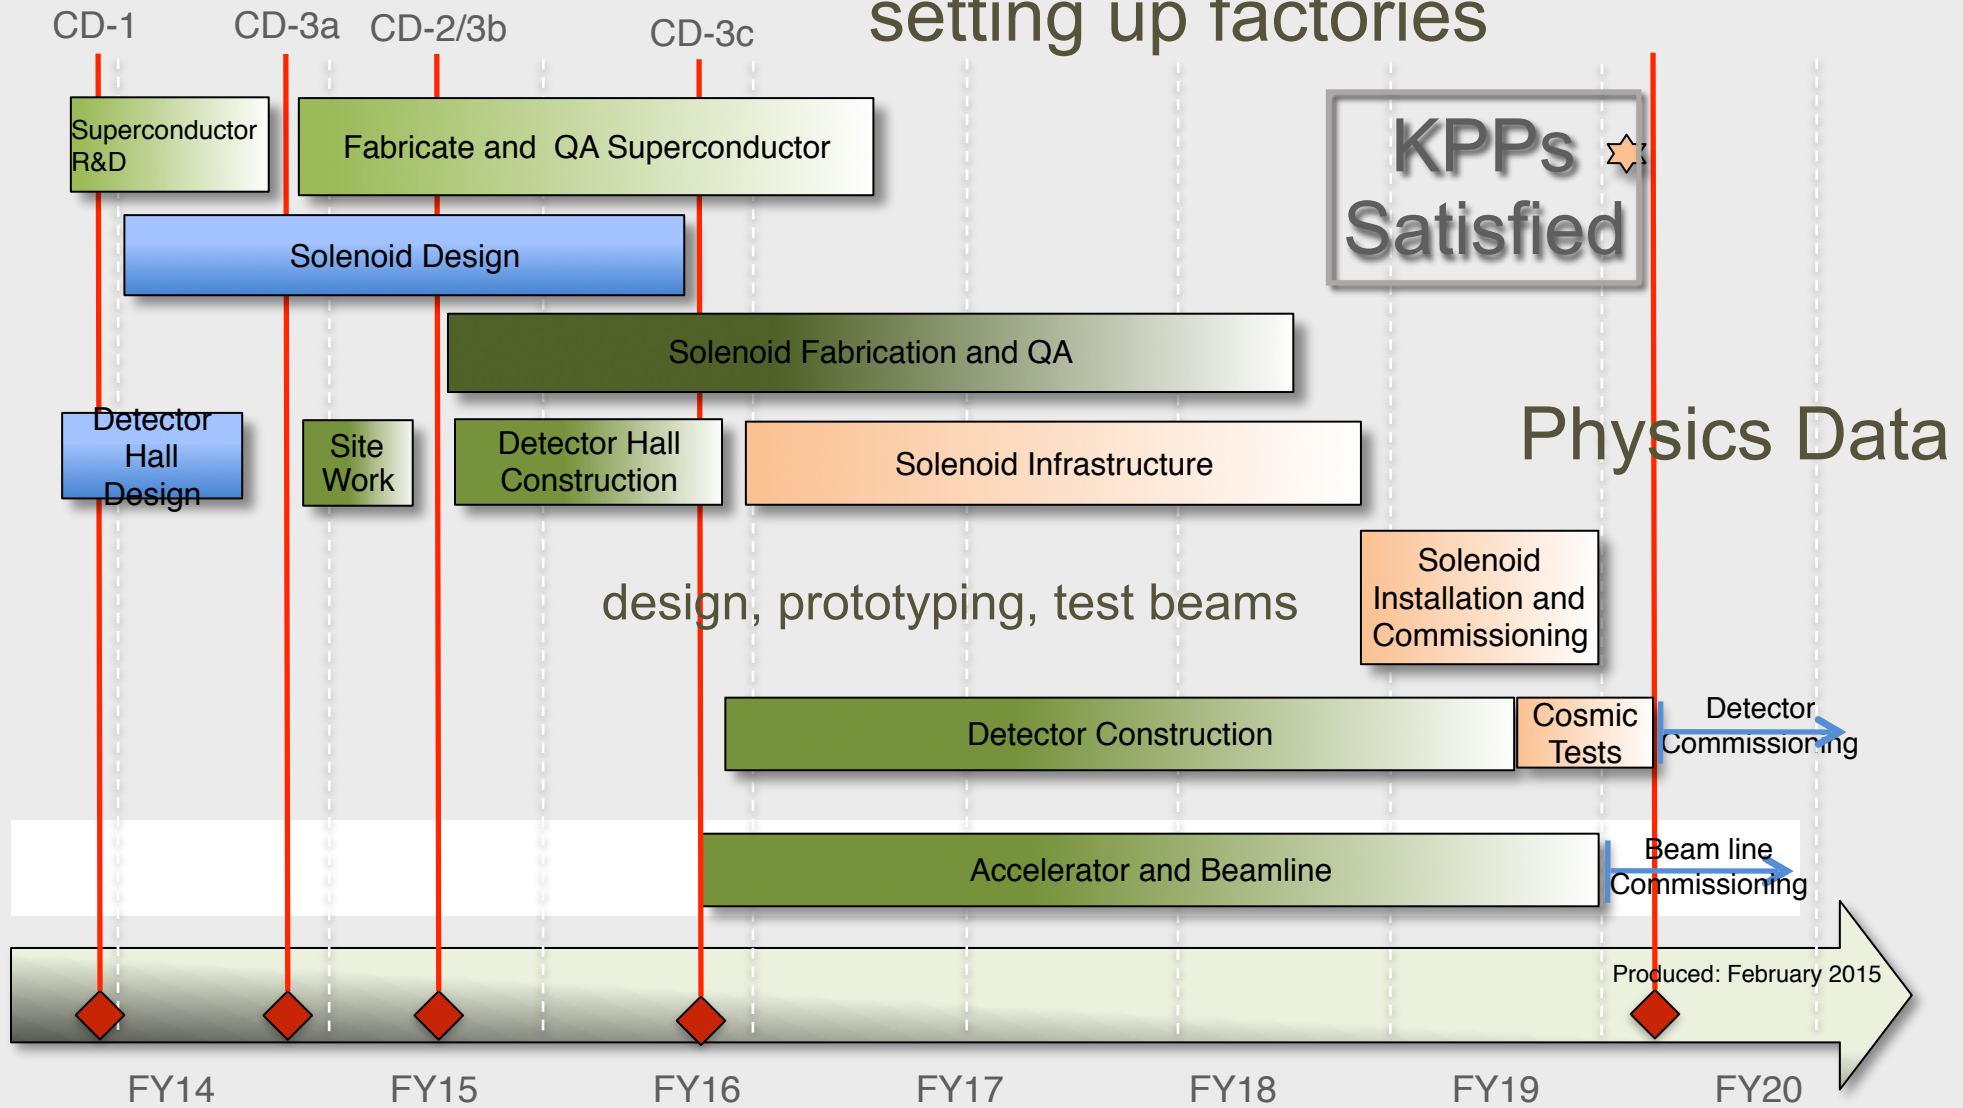 setting up factories
CD-1
CD-3a
CD-2/3b
CD-3c
Superconductor
R&D
Fabricate and QA Superconductor
KPPs
Satisfied
Solenoid Design
Solenoid Fabrication and QA
Detector
Hall
Design
Site
Work
Detector Hall
Construction
Solenoid Infrastructure
Physics Data
Solenoid
Installation and
Commissioning
design, prototyping, test beams
Detector Construction
Cosmic
Tests
Detector
Commissioning
Accelerator and Beamline
Beam line
Commissioning
Produced: February 2015
FY14
FY15
FY16
FY17
FY18
FY19
FY20